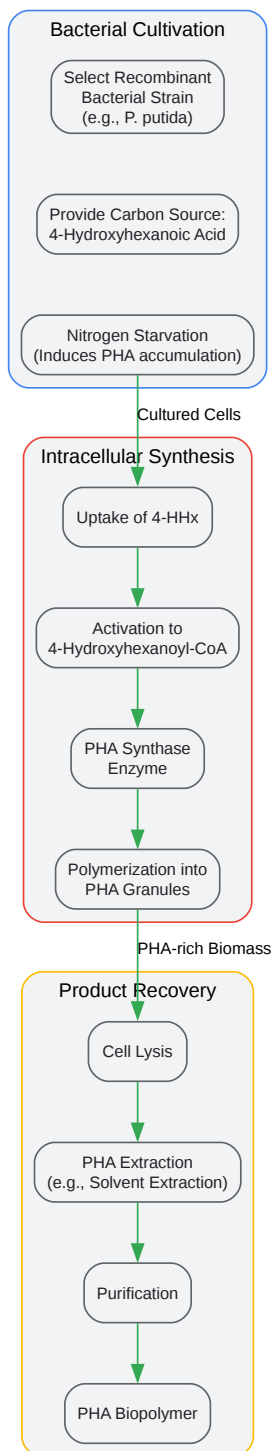 Bacterial Cultivation
Select Recombinant
Bacterial Strain
(e.g., P. putida)
Provide Carbon Source:
4-Hydroxyhexanoic Acid
Nitrogen Starvation
(Induces PHA accumulation)
Cultured Cells
Intracellular Synthesis
Uptake of 4-HHx
Activation to
4-Hydroxyhexanoyl-CoA
PHA Synthase
Enzyme
Polymerization into
PHA Granules
PHA-rich Biomass
Product Recovery
Cell Lysis
PHA Extraction
(e.g., Solvent Extraction)
Purification
PHA Biopolymer